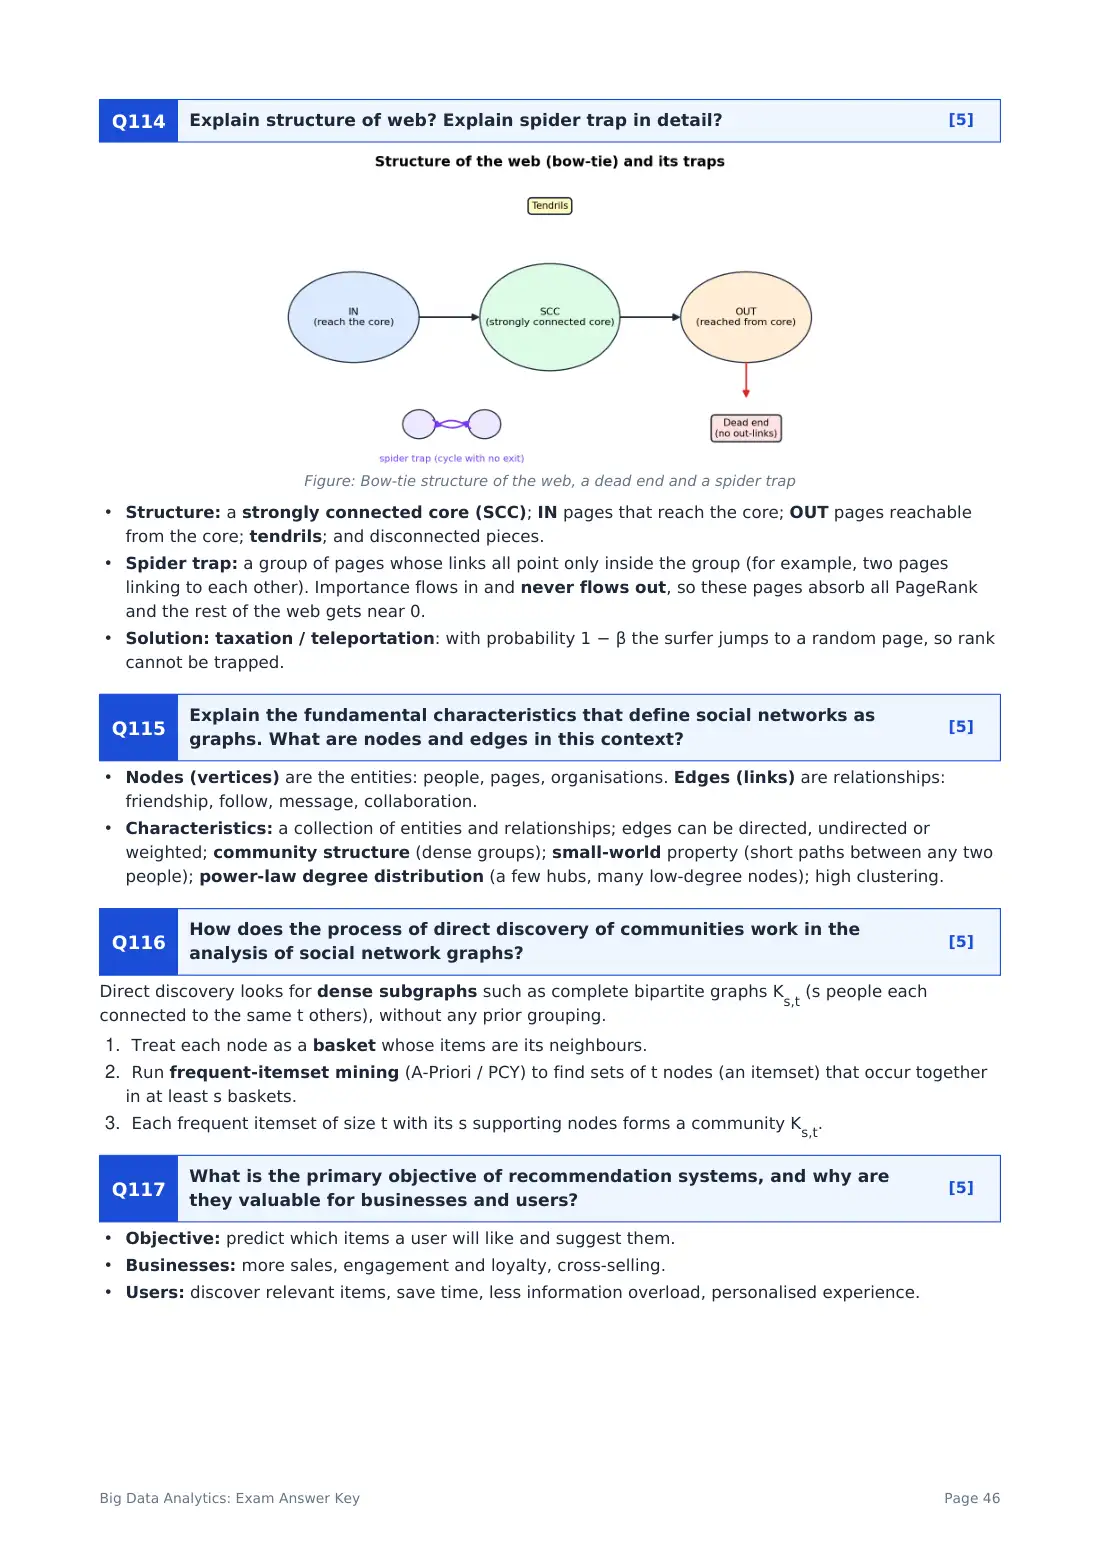 Q114 Explain structure of web? Explain spider trap in detail? [5]
Structure of the web (bow-tie) and its traps
Tendrils
IN
(reach the core)
SCC
(strongly connected core)
OUT
(reached from core)
Dead end
(no out-links)
spider trap (cycle with no exit)
Figure: Bow-tie structure of the web, a dead end and a spider trap
• Structure: a strongly connected core (SCC); IN pages that reach the core; OUT pages reachable
from the core; tendrils; and disconnected pieces.
• Spider trap: a group of pages whose links all point only inside the group (for example, two pages
linking to each other). Importance flows in and never flows out, so these pages absorb all PageRank
and the rest of the web gets near 0.
• Solution: taxation / teleportation: with probability 1 − β the surfer jumps to a random page, so rank
cannot be trapped.
Q115 Explain the fundamental characteristics that define social networks as
graphs. What are nodes and edges in this context? [5]
• Nodes (vertices) are the entities: people, pages, organisations. Edges (links) are relationships:
friendship, follow, message, collaboration.
• Characteristics: a collection of entities and relationships; edges can be directed, undirected or
weighted; community structure (dense groups); small-world property (short paths between any two
people); power-law degree distribution (a few hubs, many low-degree nodes); high clustering.
Q116 How does the process of direct discovery of communities work in the
analysis of social network graphs? [5]
Direct discovery looks for dense subgraphs such as complete bipartite graphs Ks,t (s people each
connected to the same t others), without any prior grouping.
1. Treat each node as a basket whose items are its neighbours.
2. Run frequent-itemset mining (A-Priori / PCY) to find sets of t nodes (an itemset) that occur together
in at least s baskets.
3. Each frequent itemset of size t with its s supporting nodes forms a community Ks,t.
Q117 What is the primary objective of recommendation systems, and why are
they valuable for businesses and users? [5]
• Objective: predict which items a user will like and suggest them.
• Businesses: more sales, engagement and loyalty, cross-selling.
• Users: discover relevant items, save time, less information overload, personalised experience.
Big Data Analytics: Exam Answer Key
Page 46